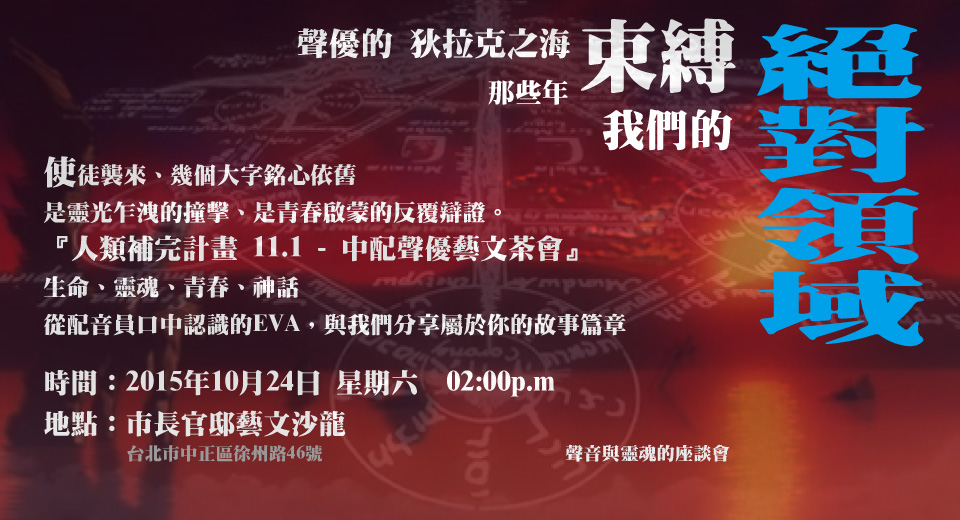 聲優的 狄拉克之海
那些年
束縛
我們的
絕對領域
使徒襲來、幾個大字銘心依舊
是靈光乍洩的撞擊、是青春啟蒙的反覆辯證。
『人類補完計畫 11.1 - 中配聲優藝文茶會』
生命、靈魂、青春、神話
從配音員口中認識的EVA，與我們分享屬於你的故事篇章
時間：2015年10月24日 星期六 02:00p.m
地點：市長官邸藝文沙龍
台北市中正區徐州路46號
聲音與靈魂的座談會